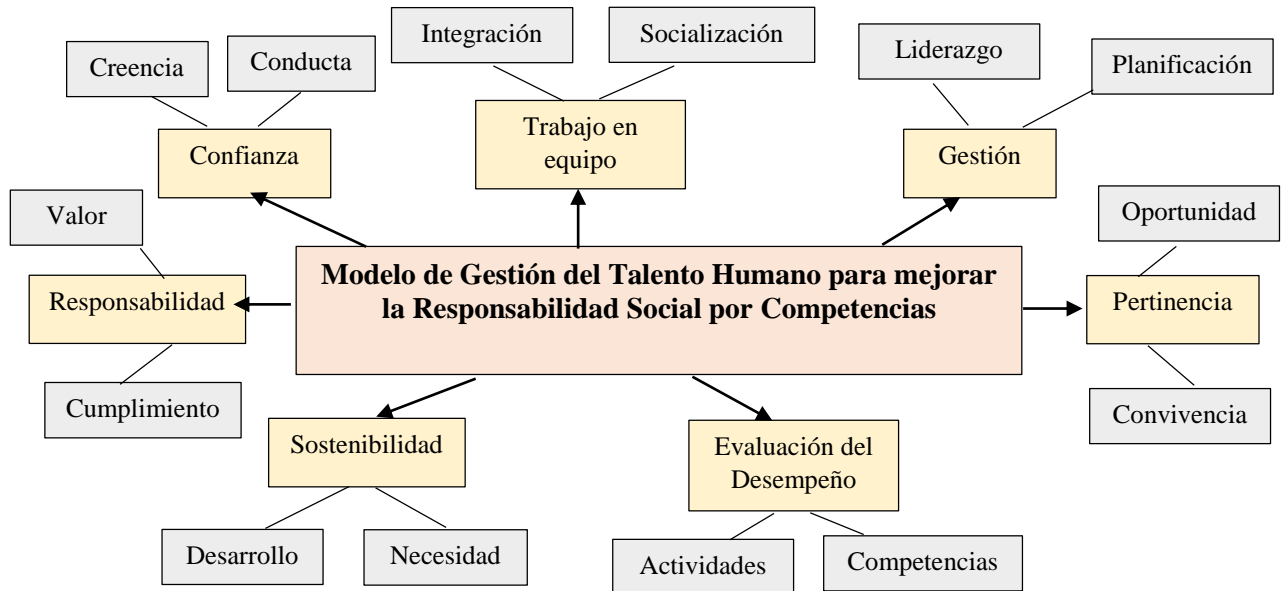 Integración
Socialización
Creencia
Conducta
Liderazgo
Planificación
Confianza
Trabajo en
equipo
Gestión
Valor
Oportunidad
Modelo de Gestión del Talento Humano para mejorar
la Responsabilidad Social por Competencias
Responsabilidad
Pertinencia
Cumplimiento
Convivencia
Sostenibilidad
Evaluación del
Desempeño
Desarrollo
Necesidad
Actividades
Competencias